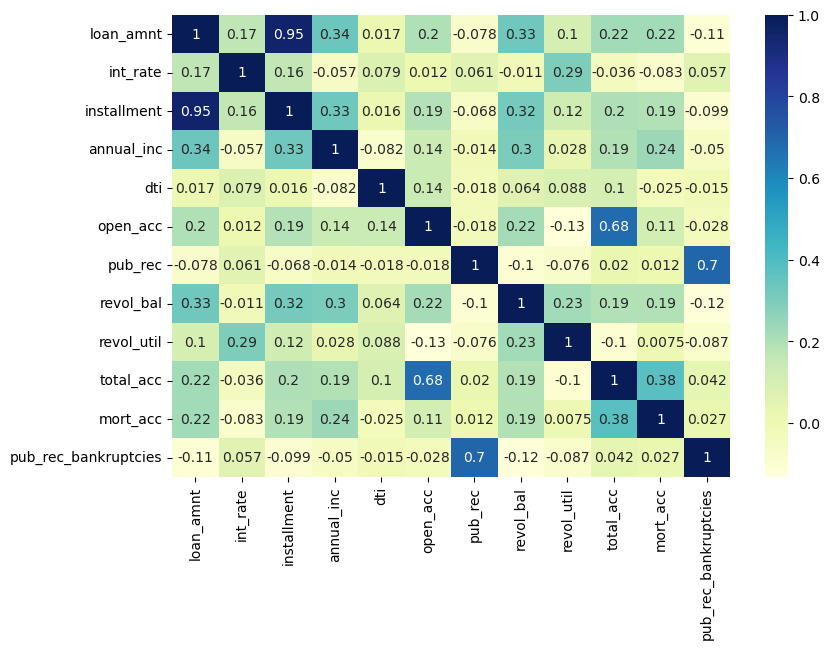 loan_amnt 1 0.17 0.95 0.34 0.017 0.2 -0.078 0.33 0.1 0.22 0.22 -0.11
int_rate 0.17 1 0.16 -0.057 0.079 0.012 0.061 -0.011 0.29 -0.036 -0.083 0.057
installment 0.95 0.16 1 0.33 0.016 0.19 -0.068 0.32 0.12 0.2 0.19 -0.099
annual_inc 0.34 -0.057 0.33 1 -0.082 0.14 -0.014 0.3 0.028 0.19 0.24 -0.05
dti 0.017 0.079 0.016 -0.082 1 0.14 -0.018 0.064 0.088 0.1 -0.025 -0.015
open_acc 0.2 0.012 0.19 0.14 0.14 1 -0.018 0.22 -0.13 0.68 0.11 -0.028
pub_rec -0.078 0.061 -0.068 -0.014 -0.018 -0.018 1 -0.1 -0.076 0.02 0.012 0.7
revol_bal 0.33 -0.011 0.32 0.3 0.064 0.22 -0.1 1 0.23 0.19 0.19 -0.12
revol_util 0.1 0.29 0.12 0.028 0.088 -0.13 -0.076 0.23 1 -0.1 0.0075 -0.087
total_acc 0.22 -0.036 0.2 0.19 0.1 0.68 0.02 0.19 -0.1 1 0.38 0.042
mort_acc 0.22 -0.083 0.19 0.24 -0.025 0.11 0.012 0.19 0.0075 0.38 1 0.027
pub_rec_bankruptcies -0.11 0.057 -0.099 -0.05 -0.015 -0.028 0.7 -0.12 -0.087 0.042 0.027 1
loan_amnt
int_rate
installment
annual_inc
dti
open_acc
pub_rec
revol_bal
revol_util
total_acc
mort_acc
pub_rec_bankruptcies
1.0
0.8
0.6
0.4
0.2
0.0